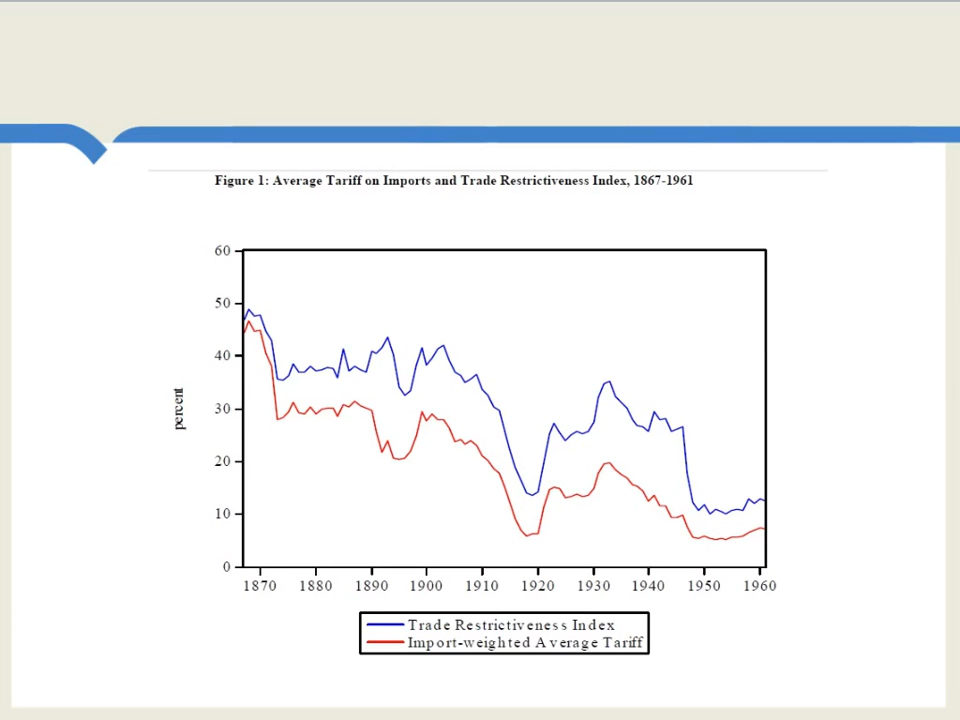 Figure 1: Average Tariff on Imports and Trade Restrictiveness Index, 1867-1961
60
50
40
30
20
10
0
percent
1870 1880 1890 1900 1910 1920 1930 1940 1950 1960
Trade Restrictiveness Index
Import-weighted Average Tariff